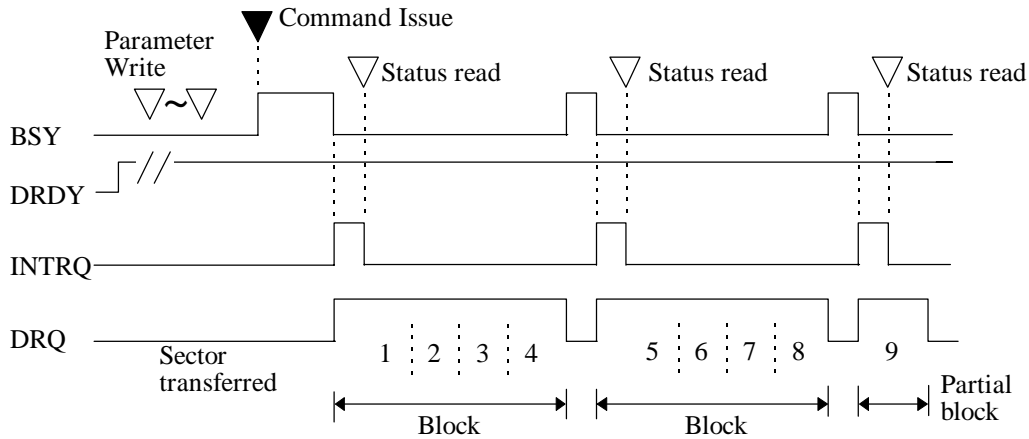 Command Issue
Parameter
Write
Status read
Status read
Status read
~
BSY
DRDY
INTRQ
DRQ
1 2 3 4 5 6 7 8 9
Sector
transferred
Block
Block
Partial
block